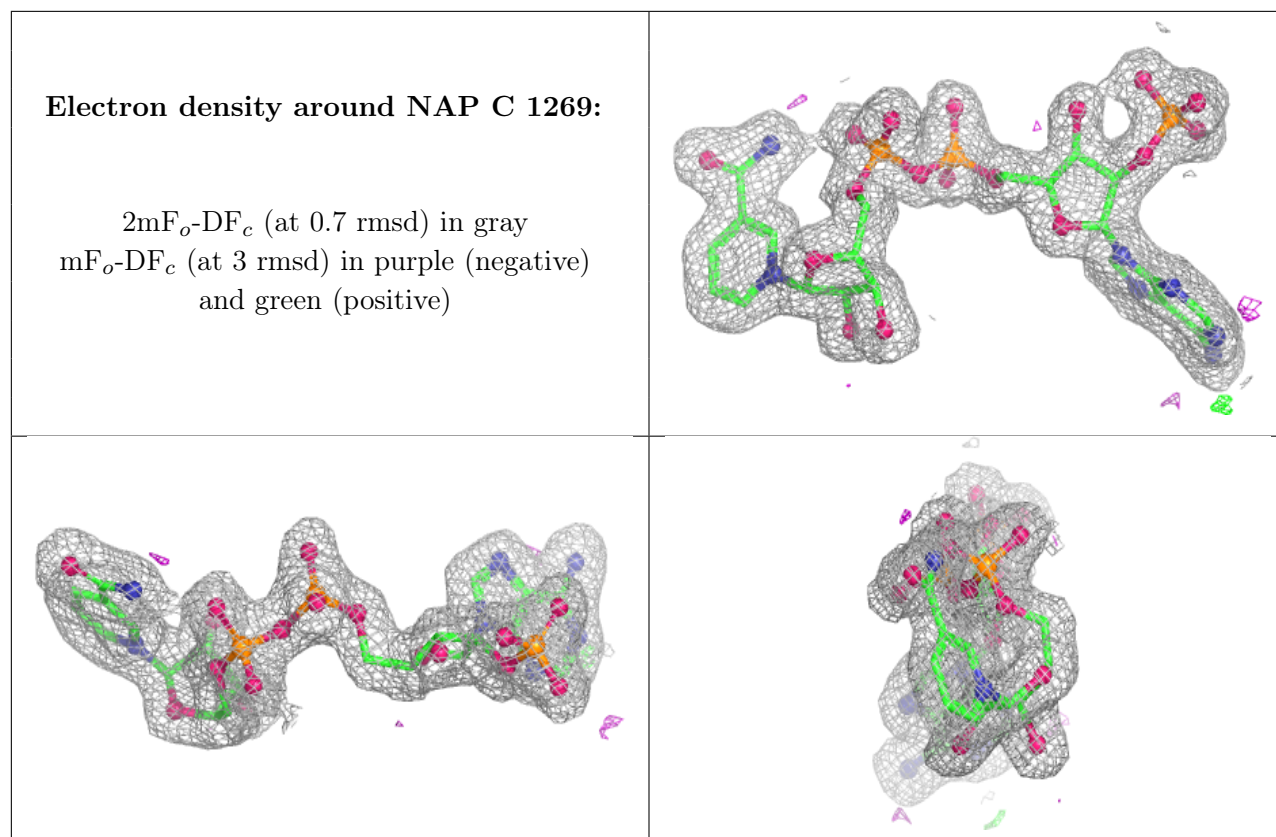 Electron density around NAP C 1269:
2mFₒ-DF𝒸 (at 0.7 rmsd) in gray
mFₒ-DF𝒸 (at 3 rmsd) in purple (negative)
and green (positive)